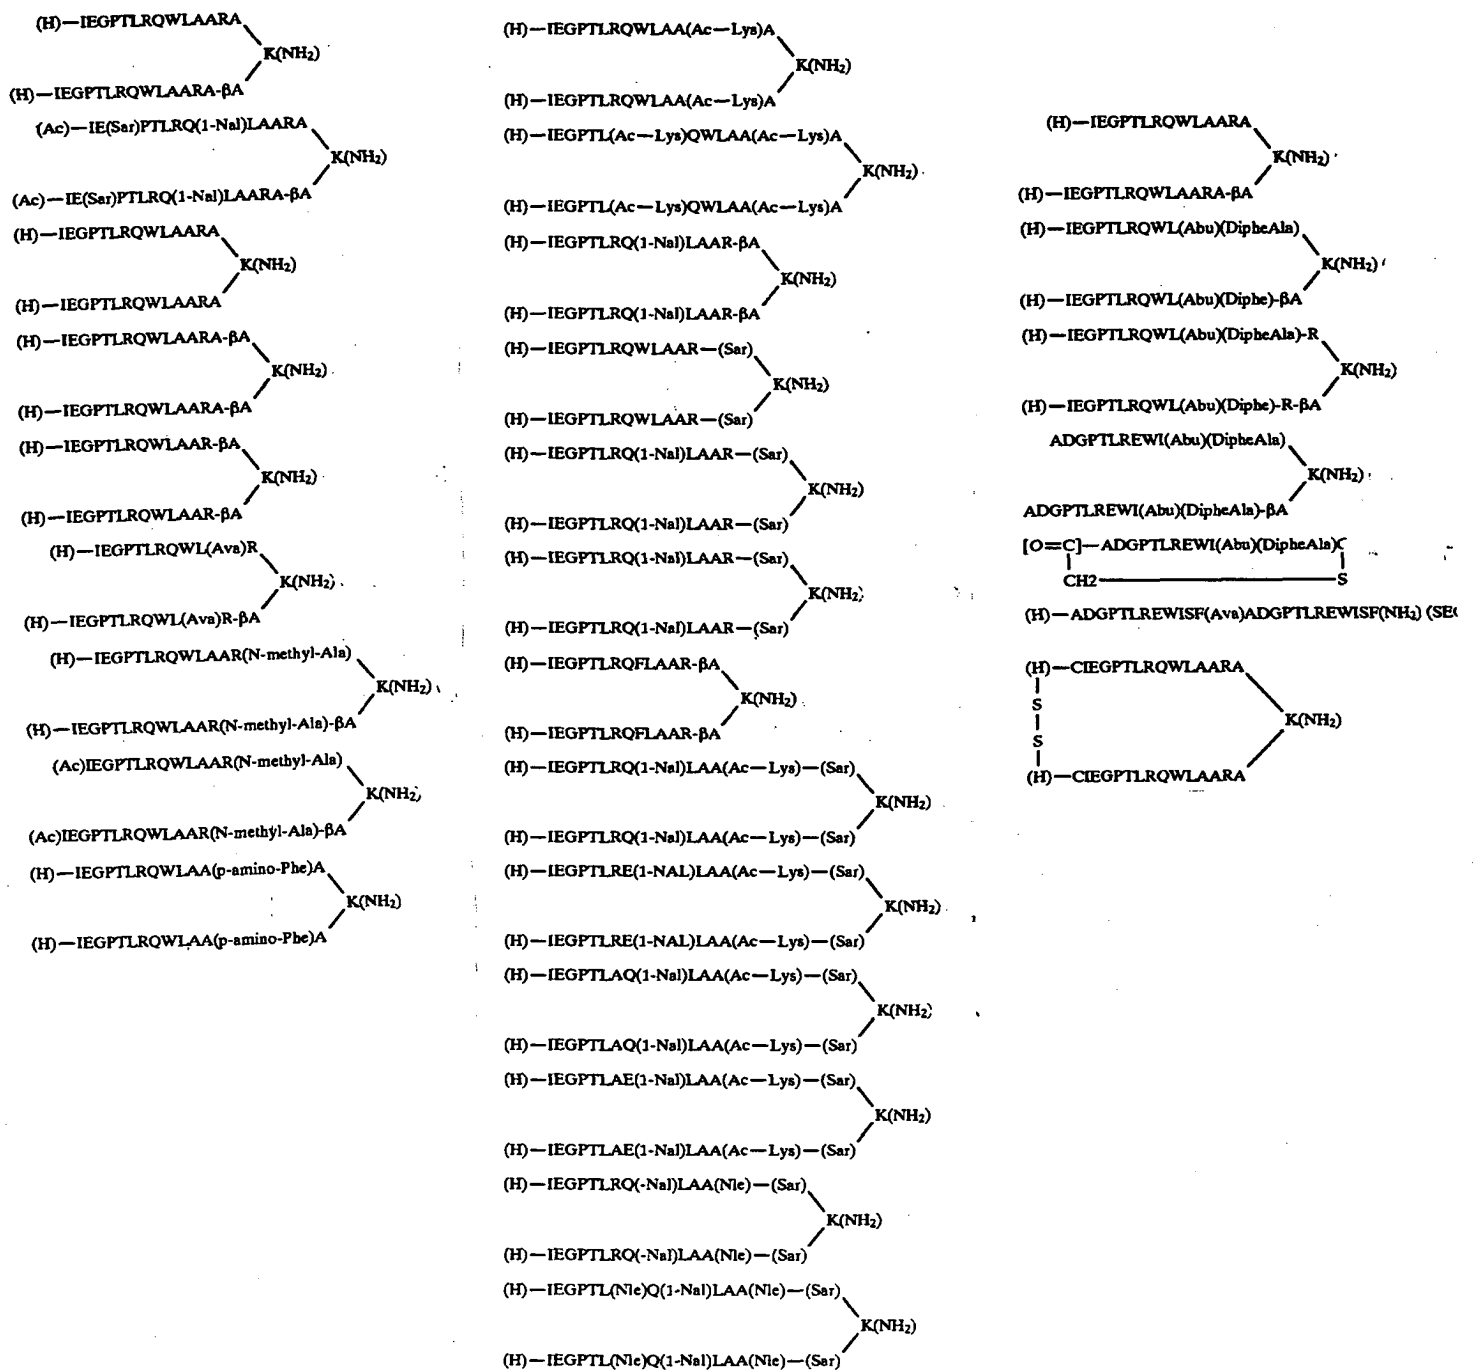 (H)—IEGPTLRQWLAARA
K(NH₂)
(H)—IEGPTLRQWLAARA-βA
(Ac)—IE(Sar)PTLRQ(1-Nal)LAARA
K(NH₂)
(Ac)—IE(Sar)PTLRQ(1-Nal)LAARA-βA
(H)—IEGPTLRQWLAARA
K(NH₂)
(H)—IEGPTLRQWLAARA
(H)—IEGPTLRQWLAARA-βA
K(NH₂)
(H)—IEGPTLRQWLAARA-βA
(H)—IEGPTLRQWLAAR-βA
K(NH₂)
(H)—IEGPTLRQWLAAR-βA
(H)—IEGPTLRQWL(Ava)R
K(NH₂)
(H)—IEGPTLRQWL(Ava)R-βA
(H)—IEGPTLRQWLAAR(N-methyl-Ala)
K(NH₂)
(H)—IEGPTLRQWLAAR(N-methyl-Ala)-βA
(Ac)IEGPTLRQWLAAR(N-methyl-Ala)
K(NH₂)
(Ac)IEGPTLRQWLAAR(N-methyl-Ala)-βA
(H)—IEGPTLRQWLAA(p-amino-Phe)A
K(NH₂)
(H)—IEGPTLRQWLAA(p-amino-Phe)A
(H)—IEGPTLRQWLAA(Ac—Lys)A
K(NH₂)
(H)—IEGPTLRQWLAA(Ac—Lys)A
(H)—IEGPTL(Ac—Lys)QWLAA(Ac—Lys)A
K(NH₂)
(H)—IEGPTL(Ac—Lys)QWLAA(Ac—Lys)A
(H)—IEGPTLRQ(1-Nal)LAAR-βA
K(NH₂)
(H)—IEGPTLRQ(1-Nal)LAAR-βA
(H)—IEGPTLRQWLAAR—(Sar)
K(NH₂)
(H)—IEGPTLRQWLAAR—(Sar)
(H)—IEGPTLRQ(1-Nal)LAAR—(Sar)
K(NH₂)
(H)—IEGPTLRQ(1-Nal)LAAR—(Sar)
(H)—IEGPTLRQ(1-Nal)LAAR—(Sar)
K(NH₂)
(H)—IEGPTLRQ(1-Nal)LAAR—(Sar)
(H)—IEGPTLRQFLAAR-βA
K(NH₂)
(H)—IEGPTLRQFLAAR-βA
(H)—IEGPTLRQ(1-Nal)LAA(Ac—Lys)—(Sar)
K(NH₂)
(H)—IEGPTLRQ(1-Nal)LAA(Ac—Lys)—(Sar)
(H)—IEGPTLRE(1-NAL)LAA(Ac—Lys)—(Sar)
K(NH₂)
(H)—IEGPTLRE(1-NAL)LAA(Ac—Lys)—(Sar)
(H)—IEGPTLAQ(1-Nal)LAA(Ac—Lys)—(Sar)
K(NH₂)
(H)—IEGPTLAQ(1-Nal)LAA(Ac—Lys)—(Sar)
(H)—IEGPTLAE(1-Nal)LAA(Ac—Lys)—(Sar)
K(NH₂)
(H)—IEGPTLAE(1-Nal)LAA(Ac—Lys)—(Sar)
(H)—IEGPTLRQ(-Nal)LAA(Nle)—(Sar)
K(NH₂)
(H)—IEGPTLRQ(-Nal)LAA(Nle)—(Sar)
(H)—IEGPTL(Nle)Q(1-Nal)LAA(Nle)—(Sar)
K(NH₂)
(H)—IEGPTL(Nle)Q(1-Nal)LAA(Nle)—(Sar)
(H)—IEGPTLRQWLAARA
K(NH₂)
(H)—IEGPTLRQWLAARA-βA
(H)—IEGPTLRQWL(Abu)(DipheAla)
K(NH₂)
(H)—IEGPTLRQWL(Abu)(Diphe)-βA
(H)—IEGPTLRQWL(Abu)(DipheAla)-R
K(NH₂)
(H)—IEGPTLRQWL(Abu)(Diphe)-R-βA
ADGPTLREWI(Abu)(DipheAla)
K(NH₂)
ADGPTLREWI(Abu)(DipheAla)-βA
[O=C]—ADGPTLREWI(Abu)(DipheAla)C
CH2 S
(H)—ADGPTLREWISF(Ava)ADGPTLREWISF(NH₂)
(H)—CIEGPTLRQWLAARA
S
K(NH₂)
S
(H)—CIEGPTLRQWLAARA